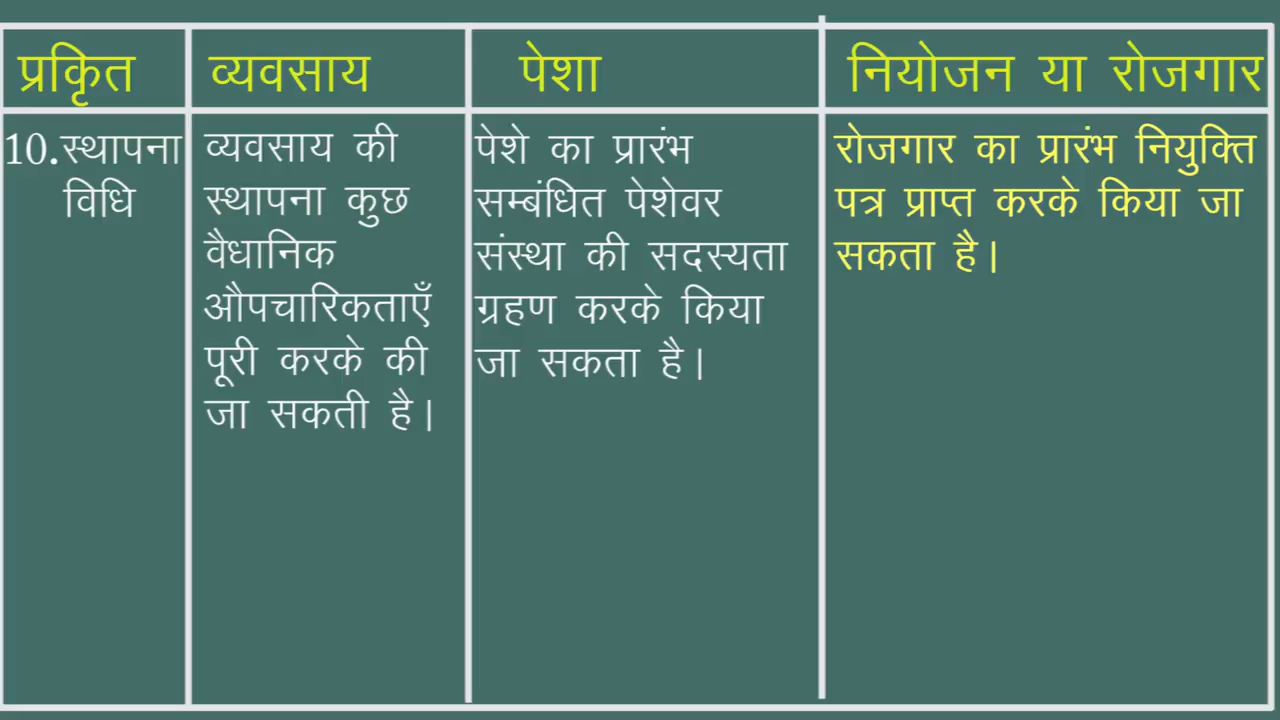 प्रकृित व्यवसाय पेशा नियोजन या रोजगार
10.स्थापना विधि
व्यवसाय की
स्थापना कुछ
वैधानिक
औपचारिकताएँ
पूरी करके की
जा सकती है।
पेशे का प्रारंभ
सम्बंधित पेशेवर
संस्था की सदस्यता
ग्रहण करके किया
जा सकता है।
रोजगार का प्रारंभ नियुक्ति
पत्र प्राप्त करके किया जा
सकता है।